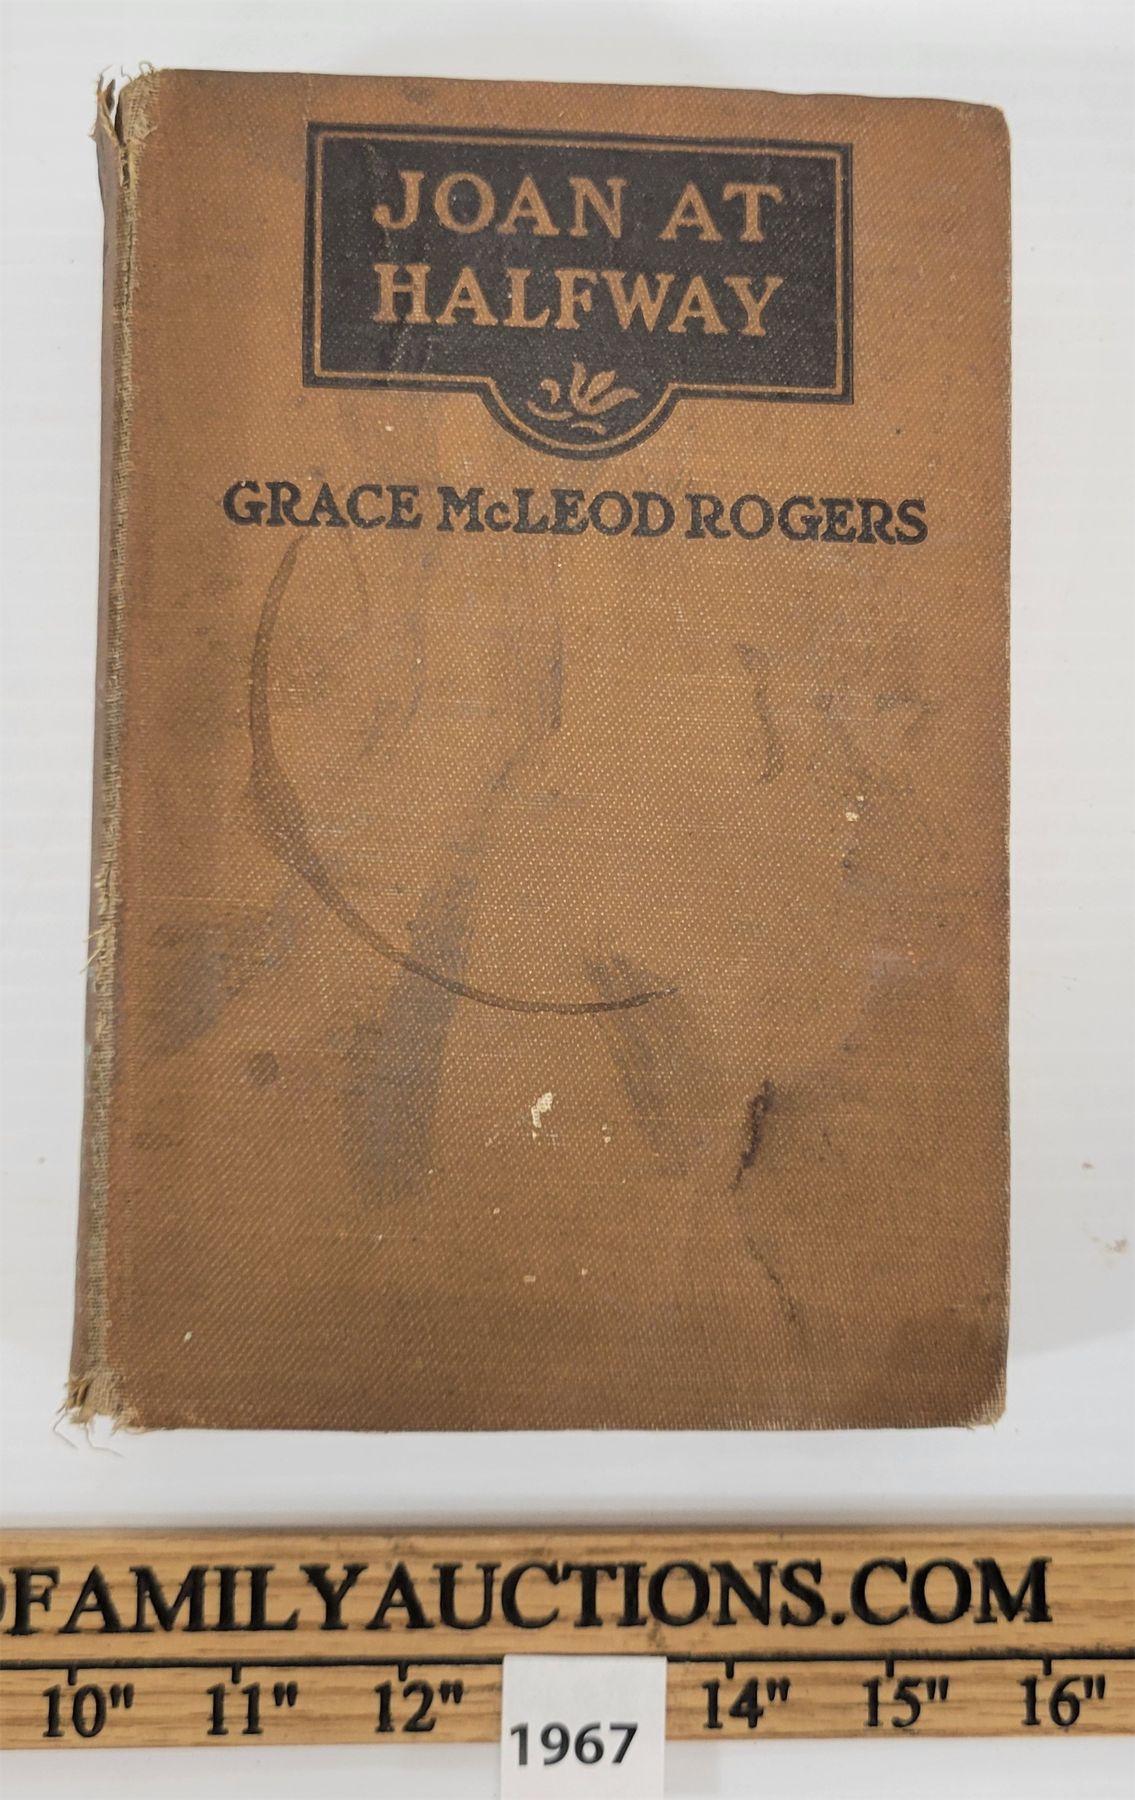 JOAN AT
HALFWAY
GRACE McLEOD ROGERS
FAMILYAUCTIONS.COM
10" 11" 12" 14" 15" 16"
1967